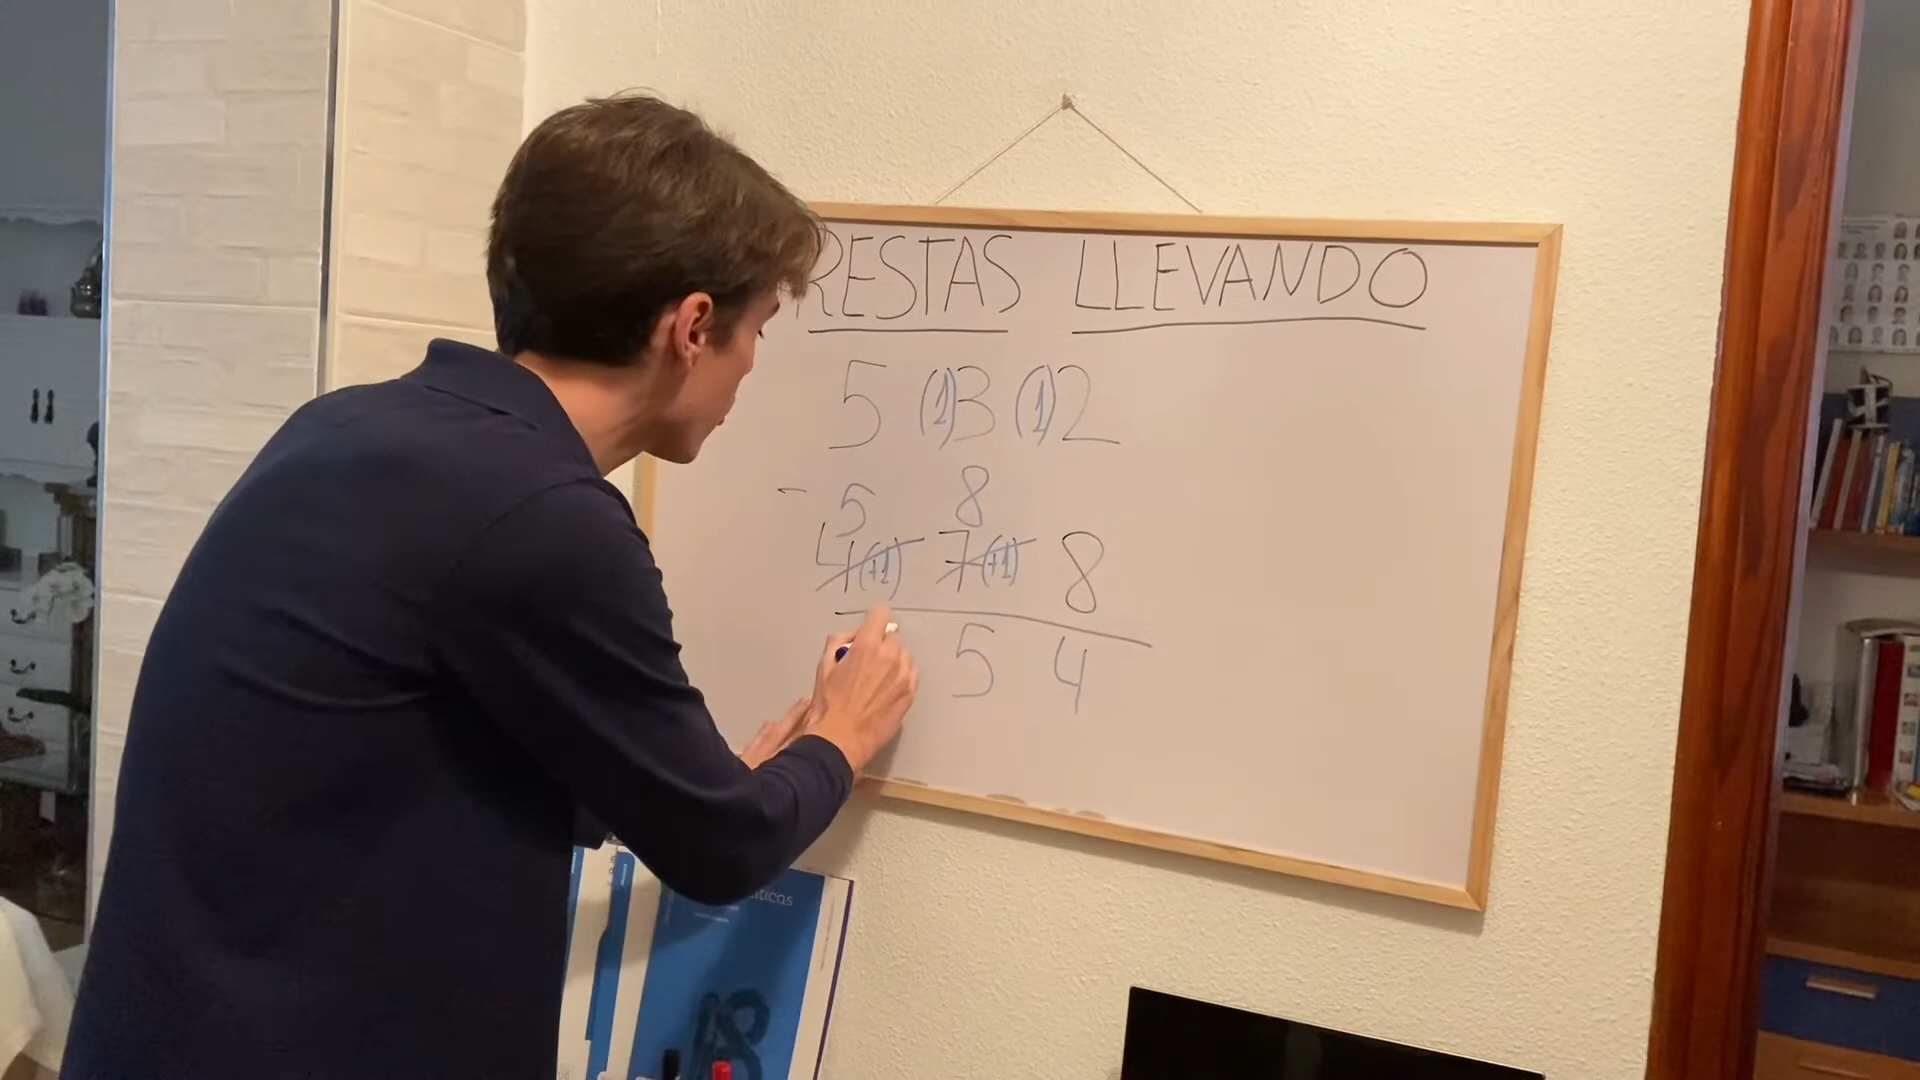 RESTAS LLEVANDO
5 (1)3 (1)2
- 5 8
4(+1) 7(+1) 8
5 4